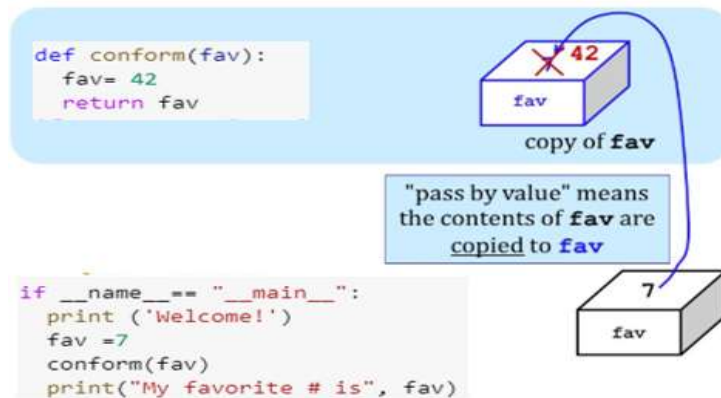 def conform(fav):
fav= 42
return fav
7 42
fav
copy of fav
"pass by value" means
the contents of fav are
copied to fav
if __name__== "__main__":
print ('Welcome!')
fav =7
conform(fav)
print("My favorite # is", fav)
7
fav